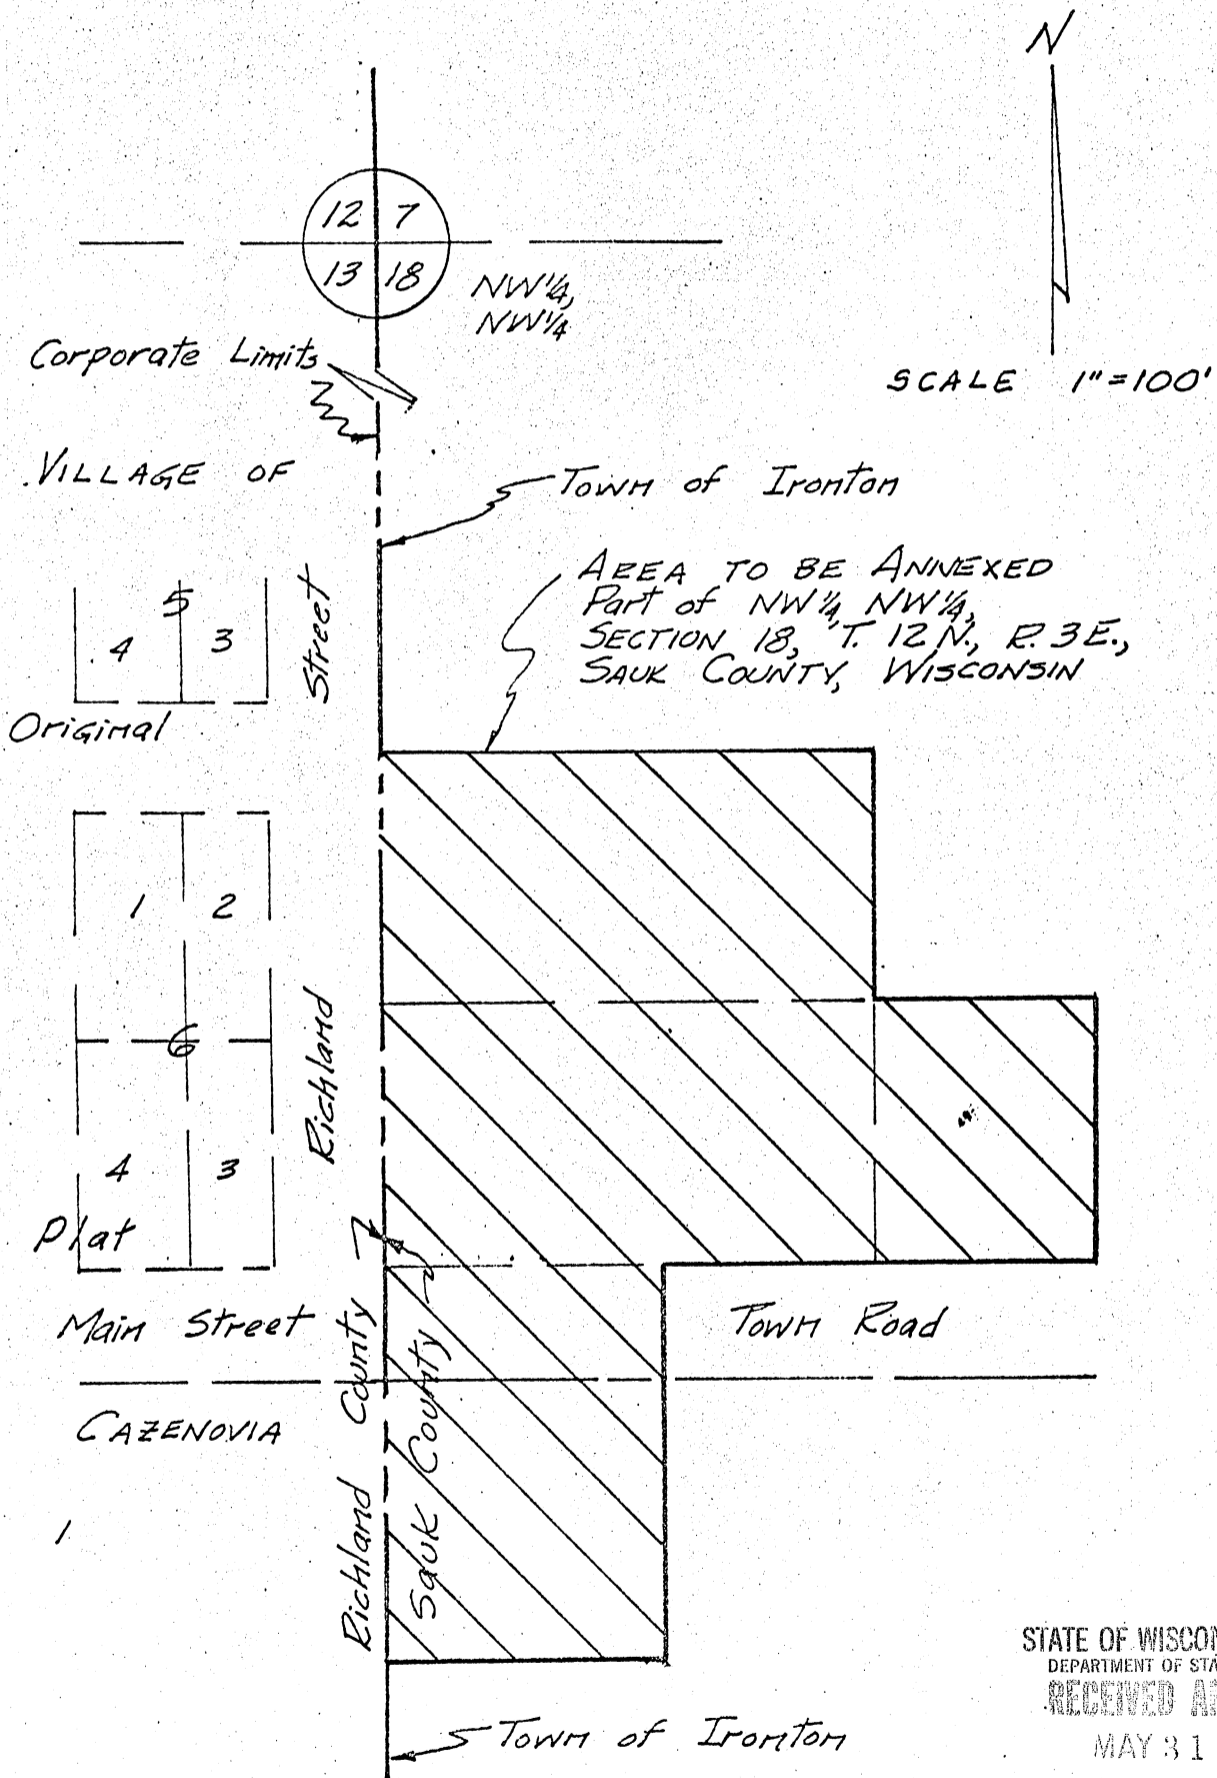 N
12 7
13 18
NW¼,
NW¼
Corporate Limits
SCALE 1"=100'
VILLAGE OF
Town of Ironton
AREA TO BE ANNEXED
Part of NW¼, NW¼,
SECTION 18, T. 12 N., R. 3 E.,
SAUK COUNTY, WISCONSIN
5
4 3
Street
Original
1 2
6
Richland
4 3
Plat
Main Street
Town Road
Richland County
Sauk County
CAZENOVIA
1
Town of Ironton
STATE OF WISCON
DEPARTMENT OF STA
RECEIVED A
MAY 31